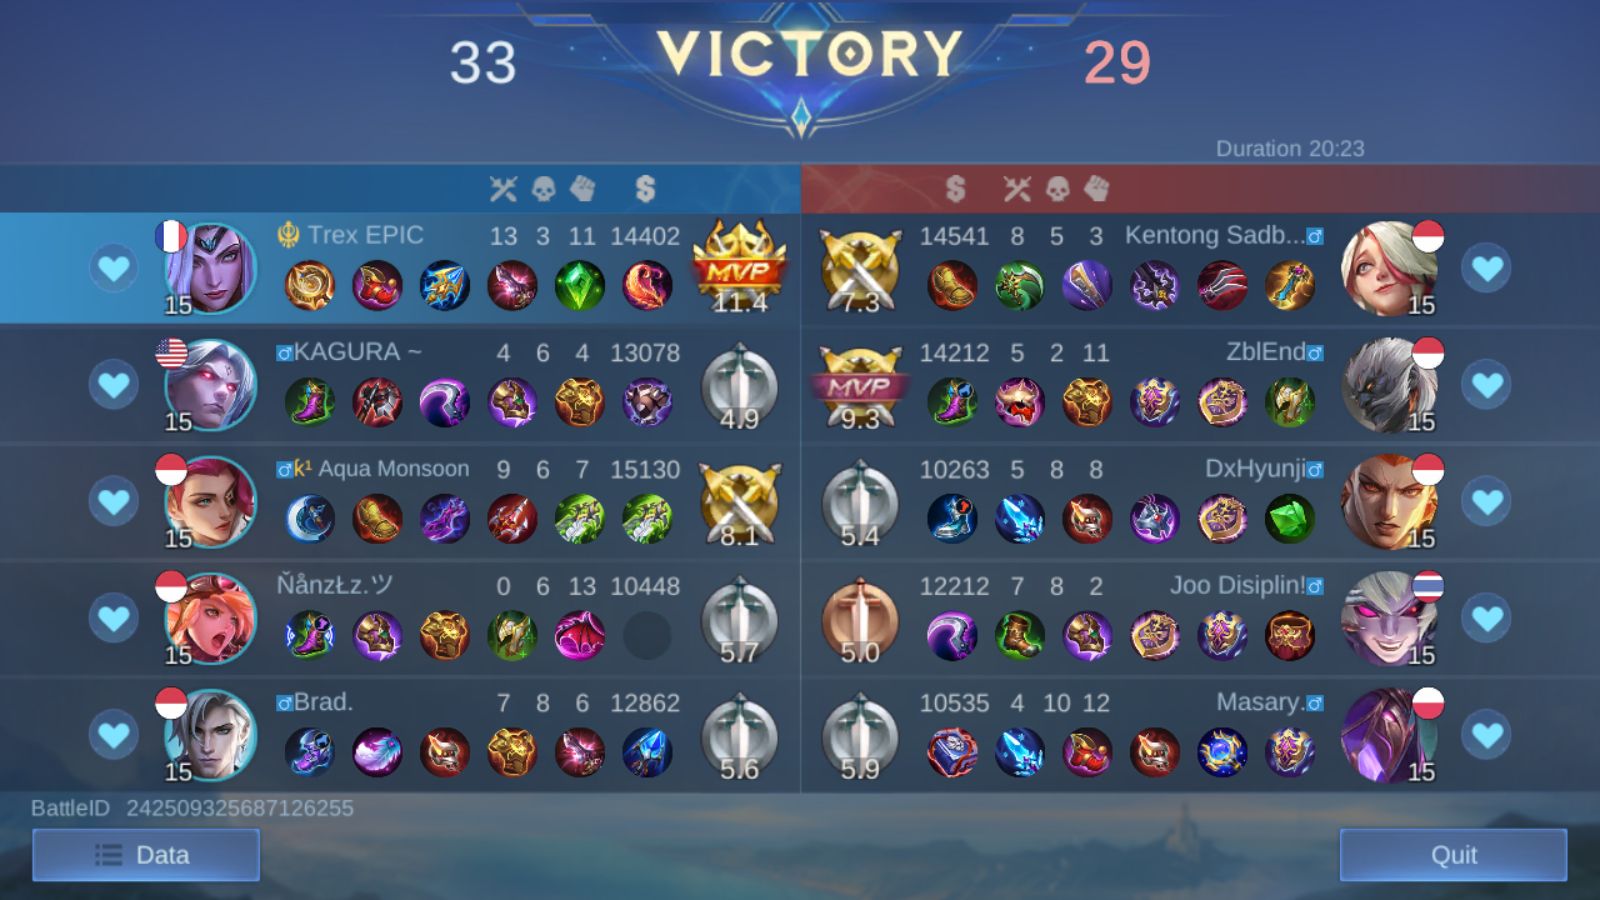 33 VICTORY 29
Duration 20:23
Trex EPIC 13 3 11 14402 MVP 11.4
15
7.3 14541 8 5 3 Kentong Sadb...♂
15
♂KAGURA ~ 4 6 4 13078 4.9
15
MVP 9.3 14212 5 2 11 ZblEnd♂
15
♂ƙ¹ Aqua Monsoon 9 6 7 15130 8.1
15
5.4 10263 5 8 8 DxHyunji♂
15
ŇånzŁz.ツ 0 6 13 10448 5.7
15
5.0 12212 7 8 2 Joo Disiplin!♂
15
♂Brad. 7 8 6 12862 5.6
15
5.9 10535 4 10 12 Masary.♂
15
BattleID 242509325687126255
Data
Quit